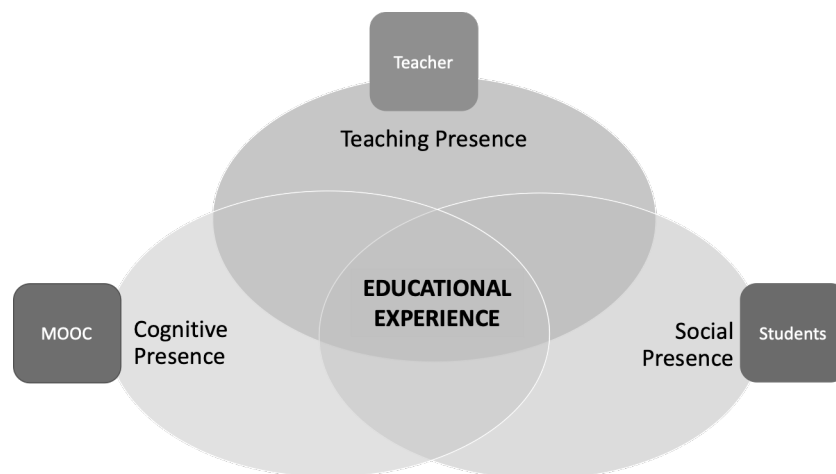 Teacher
Teaching Presence
EDUCATIONAL
EXPERIENCE
MOOC
Cognitive
Presence
Social
Presence
Students